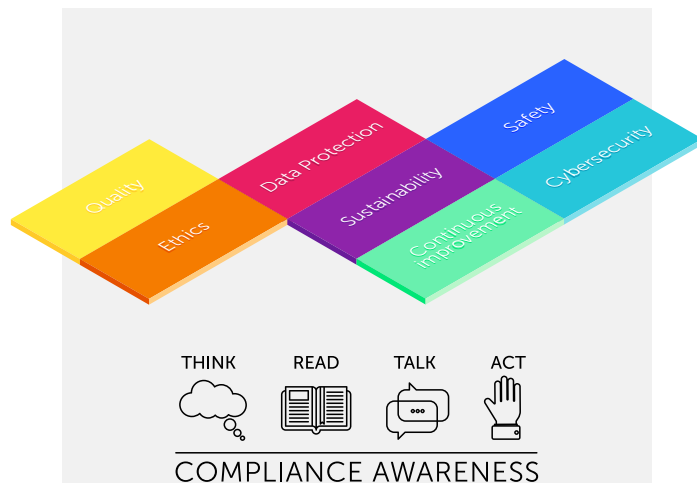 Quality
Ethics
Data Protection
Sustainability
Continuous
improvement
Safety
Cybersecurity
THINK
READ
TALK
ACT
COMPLIANCE AWARENESS